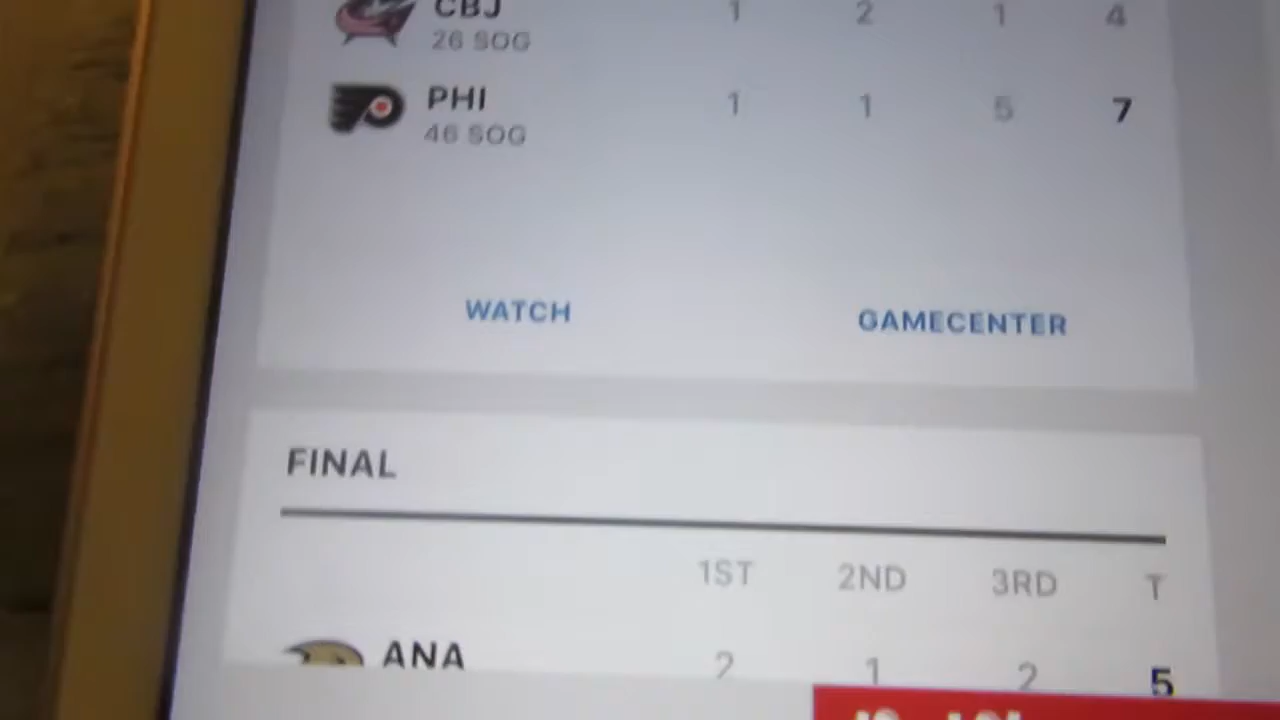 CBJ 1 2 1 4
26 SOG
PHI 1 1 5 7
46 SOG
WATCH GAMECENTER
FINAL
1ST 2ND 3RD T
ANA 2 1 2 5